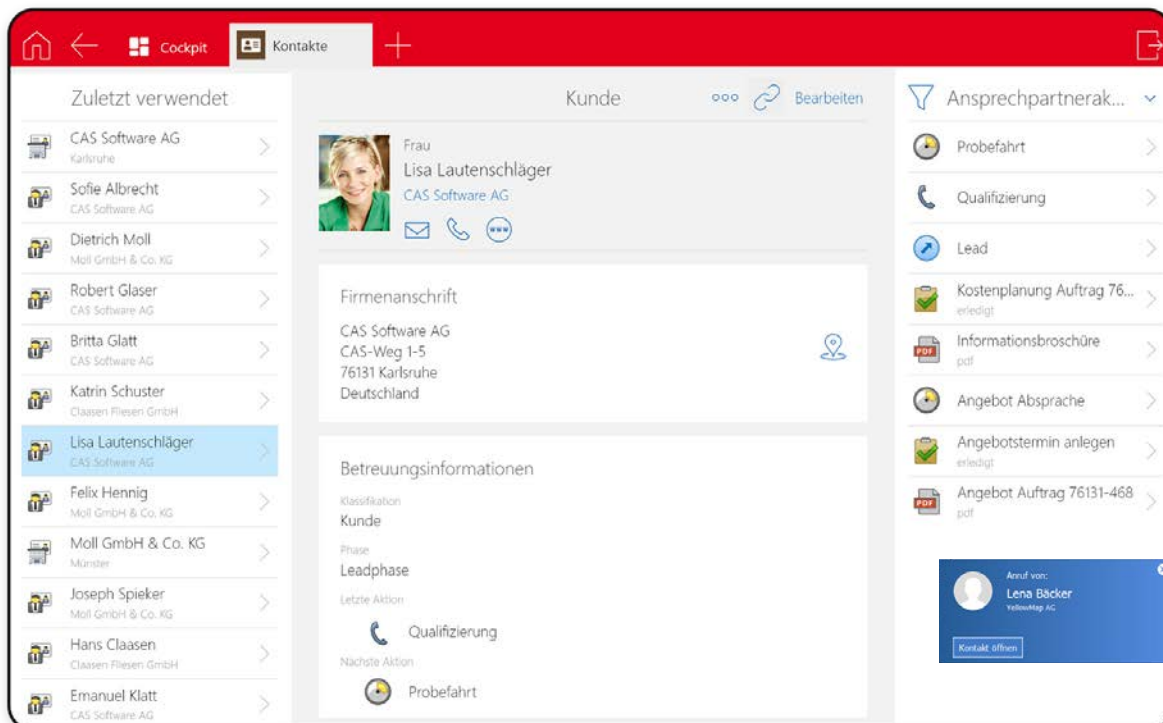 Cockpit
Kontakte
Zuletzt verwendet
CAS Software AG
Karlsruhe
Sofie Albrecht
CAS Software AG
Dietrich Moll
Moll GmbH & Co. KG
Robert Glaser
CAS Software AG
Britta Glatt
CAS Software AG
Katrin Schuster
Claasen Fliesen GmbH
Lisa Lautenschläger
CAS Software AG
Felix Hennig
Moll GmbH & Co. KG
Moll GmbH & Co. KG
Münster
Joseph Spieker
Moll GmbH & Co. KG
Hans Claasen
Claasen Fliesen GmbH
Emanuel Klatt
CAS Software AG
Kunde
Bearbeiten
Frau
Lisa Lautenschläger
CAS Software AG
Firmenanschrift
CAS Software AG
CAS-Weg 1-5
76131 Karlsruhe
Deutschland
Betreuungsinformationen
Klassifikation
Kunde
Phase
Leadphase
Letzte Aktion
Qualifizierung
Nächste Aktion
Probefahrt
Ansprechpartnerak...
Probefahrt
Qualifizierung
Lead
Kostenplanung Auftrag 76...
erledigt
PDF
Informationsbroschüre
pdf
Angebot Absprache
Angebotstermin anlegen
erledigt
PDF
Angebot Auftrag 76131-468
pdf
Anruf von:
Lena Bäcker
YellowMap AG
Kontakt öffnen